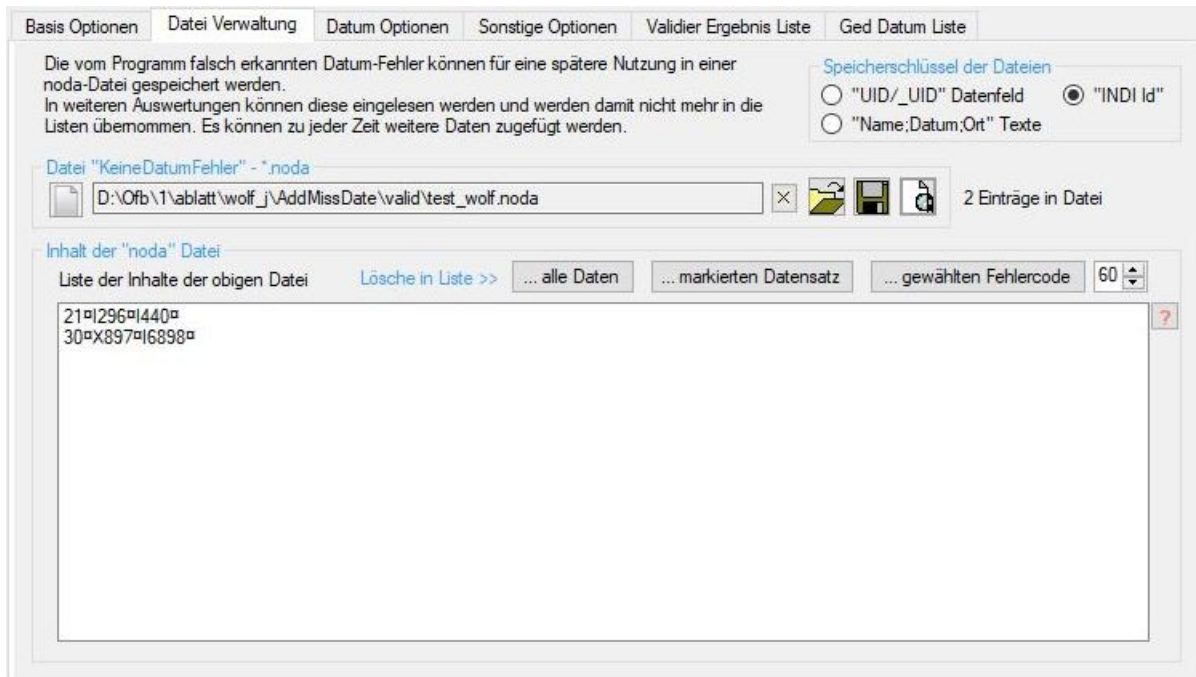 Basis Optionen Datei Verwaltung Datum Optionen Sonstige Optionen Validier Ergebnis Liste Ged Datum Liste
Die vom Programm falsch erkannten Datum-Fehler können für eine spätere Nutzung in einer
noda-Datei gespeichert werden.
In weiteren Auswertungen können diese eingelesen werden und werden damit nicht mehr in die
Listen übernommen. Es können zu jeder Zeit weitere Daten zugefügt werden.
Speicherschlüssel der Dateien
"UID/_UID" Datenfeld "INDI Id"
"Name;Datum;Ort" Texte
Datei "KeineDatumFehler" - *.noda
D:\Ofb\1\ablatt\wolf_j\AddMissDate\valid\test_wolf.noda
2 Einträge in Datei
Inhalt der "noda" Datei
Liste der Inhalte der obigen Datei Lösche in Liste >> ... alle Daten ... markierten Datensatz ... gewählten Fehlercode 60
21¤I296¤I440¤
30¤X897¤I6898¤
?